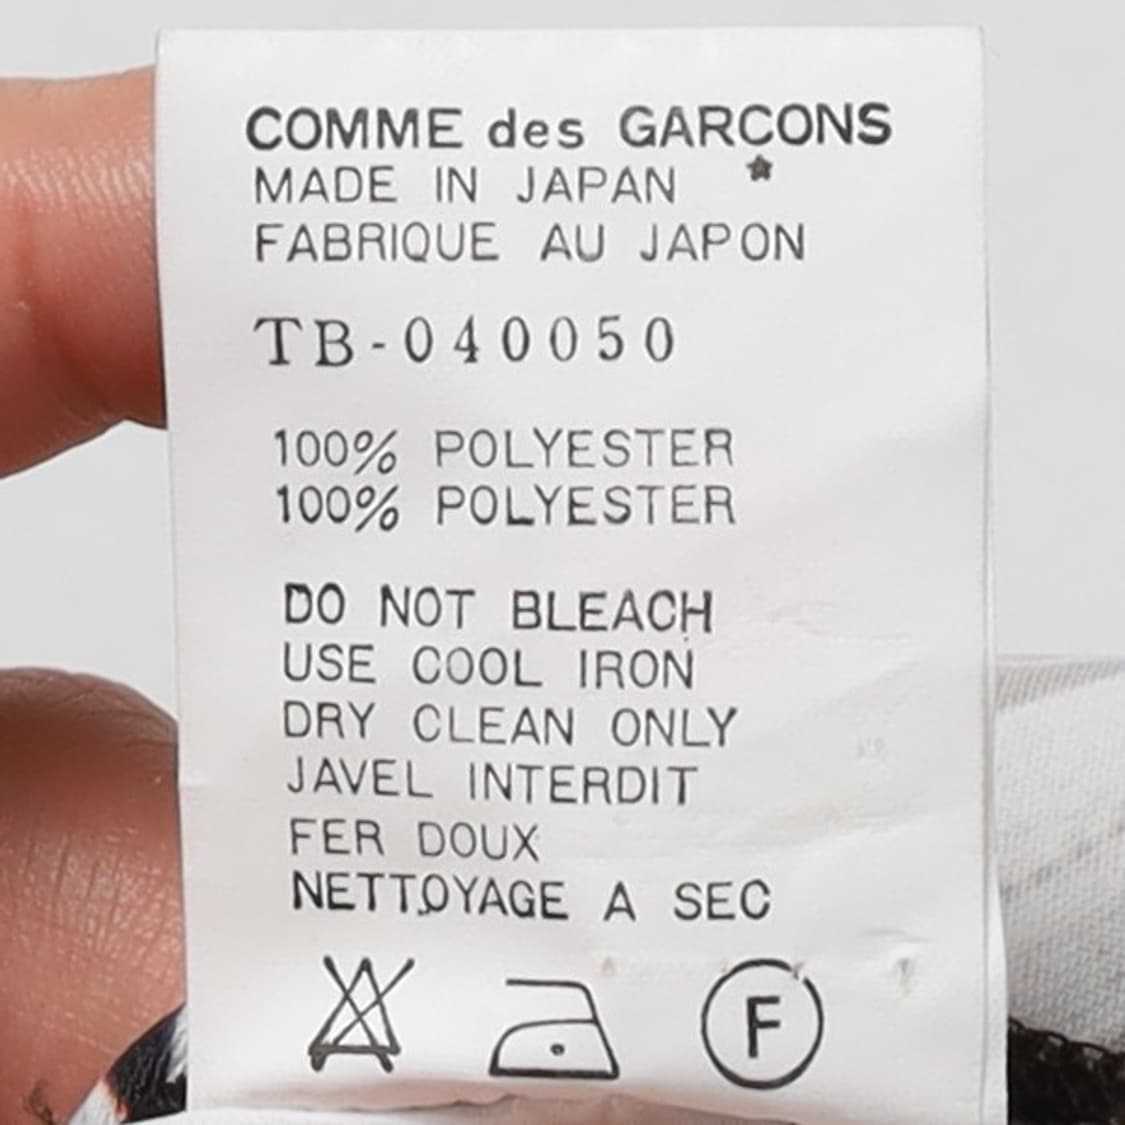 COMME des GARCONS
MADE IN JAPAN
FABRIQUE AU JAPON
TB-040050
100% POLYESTER
100% POLYESTER
DO NOT BLEACH
USE COOL IRON
DRY CLEAN ONLY
JAVEL INTERDIT
FER DOUX
NETTOYAGE A SEC
F